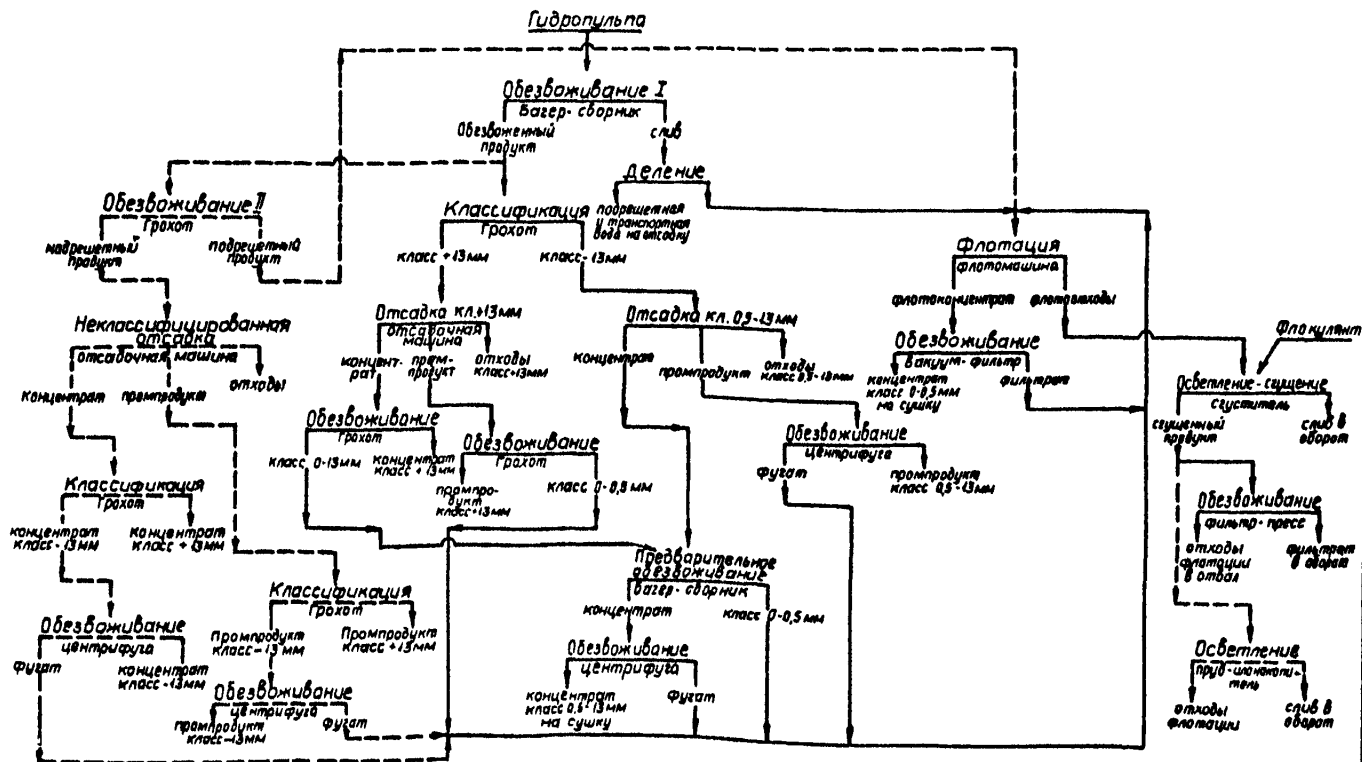 Гидропульпа
Обезвоживание I
Багер-сборник
Обезвоженный
продукт
слив
Деление
подрешетная
и транспортная
вода на отсадку
Обезвоживание II
Грохот
надрешетный
продукт
подрешетный
продукт
Классификация
Грохот
класс +13мм
класс-13мм
Флотация
флотомашина
флотоконцентрат
флотоотходы
Неклассифицированная
отсадка
отсадочная машина
концентрат
промпродукт
отходы
Отсадка кл.+13мм
отсадочная
машина
концент-
рат
пром-
продукт
отходы
класс+13мм
Отсадка кл. 0,5-13мм
концентрат
промпродукт
отходы
класс 0,5-13мм
Обезвоживание
вакуум-фильтр
концентрат
класс 0-0,5мм
на сушку
фильтрат
Флокулянт
Осветление-сгущение
сгуститель
сгущенный
продукт
слив в
оборот
Обезвоживание
Грохот
класс 0-13мм
концентрат
класс +13мм
Обезвоживание
Грохот
промпро-
дукт
класс+13мм
класс 0-0,5 мм
Обезвоживание
центрифуга
фугат
промпродукт
класс 0,5-13мм
Классификация
Грохот
концентрат
класс-13мм
концентрат
класс +13мм
Обезвоживание
фильтр-пресс
отходы
флотации
в отвал
фильтрат
в оборот
Предварительное
обезвоживание
багер-сборник
концентрат
класс 0-0,5мм
Классификация
Грохот
Промпродукт
класс-13мм
Промпродукт
класс+13мм
Обезвоживание
центрифуга
фугат
концентрат
класс-13мм
Обезвоживание
центрифуга
концентрат
класс 0,5-13мм
на сушку
фугат
Обезвоживание
центрифуга
промпродукт
класс-13мм
фугат
Осветление
пруд-илонакопи-
тель
отходы
флотации
слив в
оборот